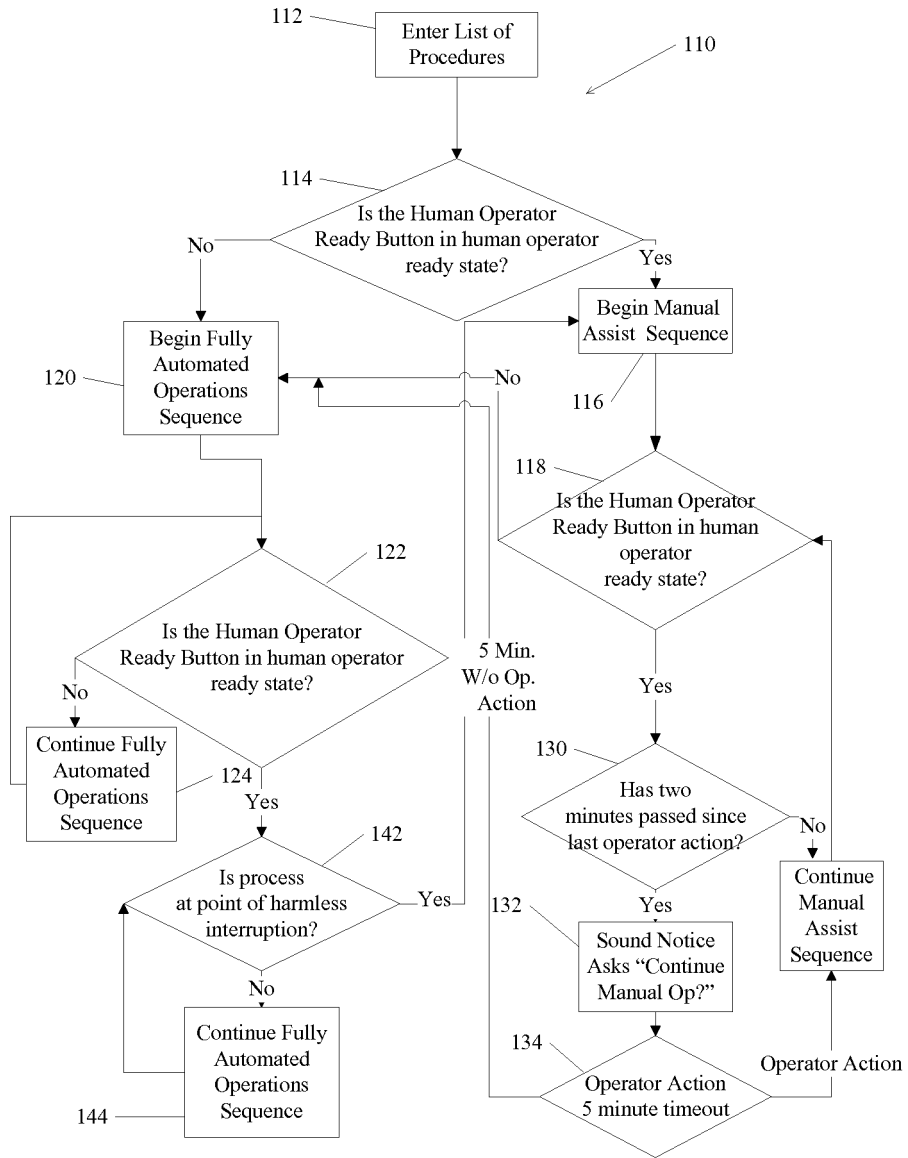 112
Enter List of
Procedures
110
114
Is the Human Operator
Ready Button in human operator
ready state?
No
Yes
Begin Fully
Automated
Operations
Sequence
120
Begin Manual
Assist Sequence
116
No
118
Is the Human Operator
Ready Button in human
operator
ready state?
122
Is the Human Operator
Ready Button in human operator
ready state?
5 Min.
W/o Op.
Action
No
Yes
Continue Fully
Automated
Operations
Sequence
124
Yes
130
Has two
minutes passed since
last operator action?
No
142
Is process
at point of harmless
interruption?
Yes
Continue
Manual
Assist
Sequence
Yes
132
Sound Notice
Asks “Continue
Manual Op?”
No
Continue Fully
Automated
Operations
Sequence
144
134
Operator Action
5 minute timeout
Operator Action